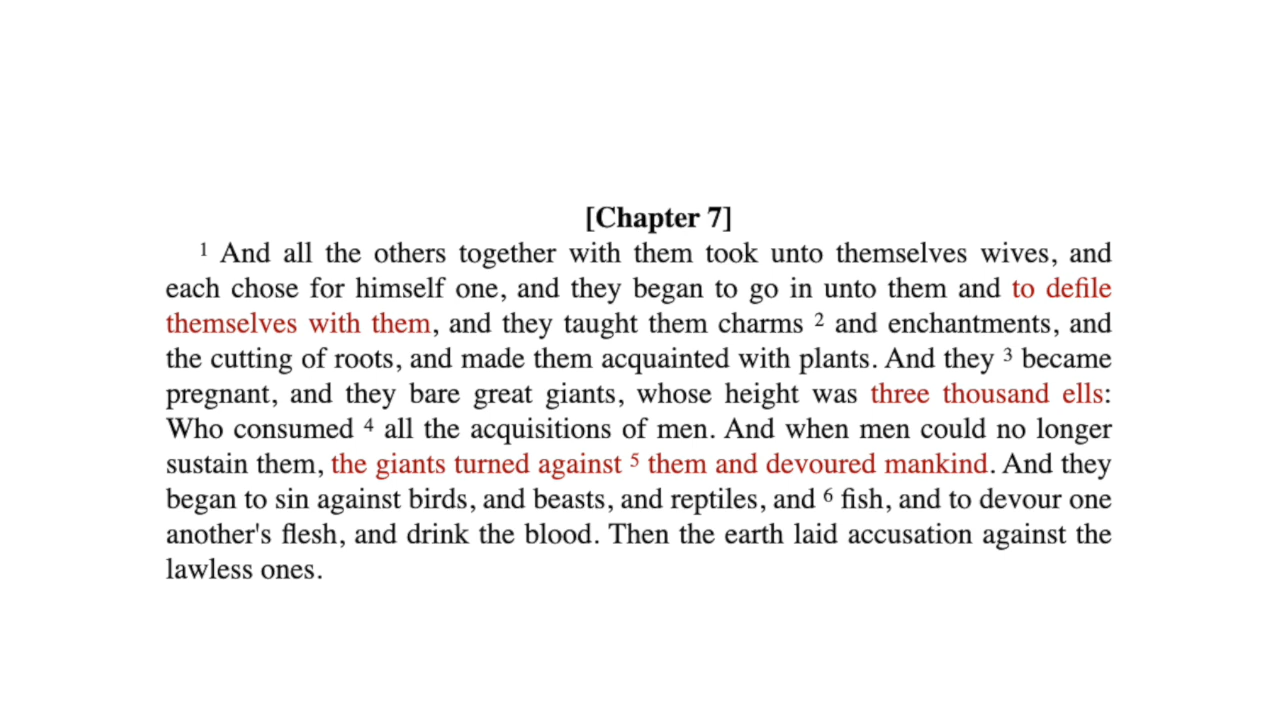 [Chapter 7]
1 And all the others together with them took unto themselves wives, and
each chose for himself one, and they began to go in unto them and to defile
themselves with them, and they taught them charms 2 and enchantments, and
the cutting of roots, and made them acquainted with plants. And they 3 became
pregnant, and they bare great giants, whose height was three thousand ells:
Who consumed 4 all the acquisitions of men. And when men could no longer
sustain them, the giants turned against 5 them and devoured mankind. And they
began to sin against birds, and beasts, and reptiles, and 6 fish, and to devour one
another's flesh, and drink the blood. Then the earth laid accusation against the
lawless ones.